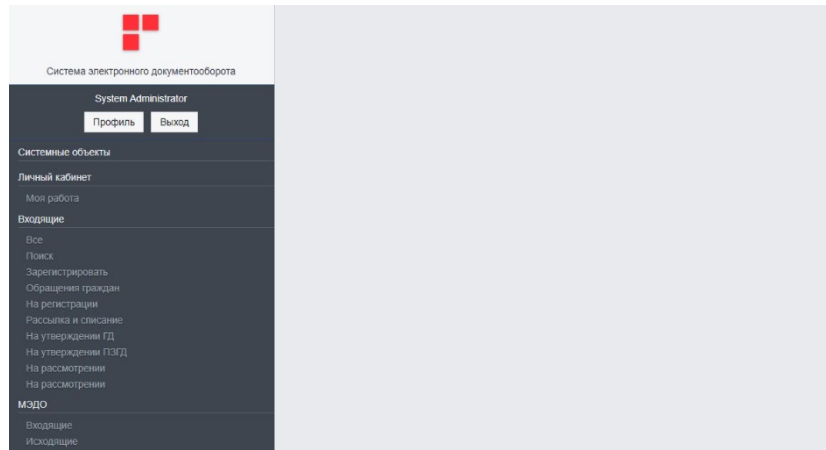 Система электронного документооборота
System Administrator
Профиль Выход
Системные объекты
Личный кабинет
Моя работа
Входящие
Все
Поиск
Зарегистрировать
Обращения граждан
На регистрации
Рассылка и списание
На утверждении ГД
На утверждении ПЗГД
На рассмотрении
На рассмотрении
МЭДО
Входящие
Исходящие